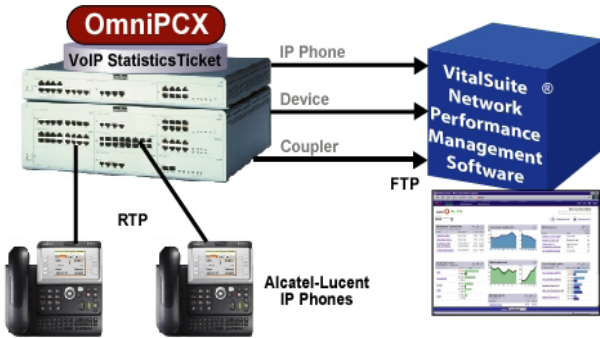 OmniPCX
VoIP StatisticsTicket
IP Phone
Device
Coupler
VitalSuite ®
Network
Performance
Management
Software
FTP
RTP
Alcatel-Lucent
IP Phones